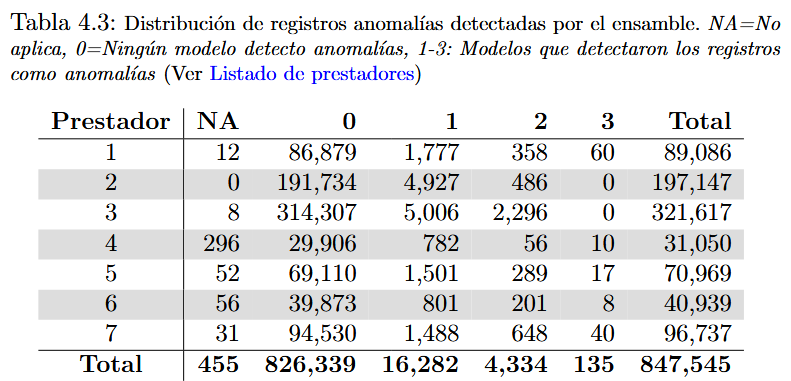 Tabla 4.3: Distribución de registros anomalías detectadas por el ensamble. NA=No
aplica, 0=Ningún modelo detecto anomalías, 1-3: Modelos que detectaron los registros
como anomalías (Ver Listado de prestadores)
Prestador NA 0 1 2 3 Total
1 12 86,879 1,777 358 60 89,086
2 0 191,734 4,927 486 0 197,147
3 8 314,307 5,006 2,296 0 321,617
4 296 29,906 782 56 10 31,050
5 52 69,110 1,501 289 17 70,969
6 56 39,873 801 201 8 40,939
7 31 94,530 1,488 648 40 96,737
Total 455 826,339 16,282 4,334 135 847,545